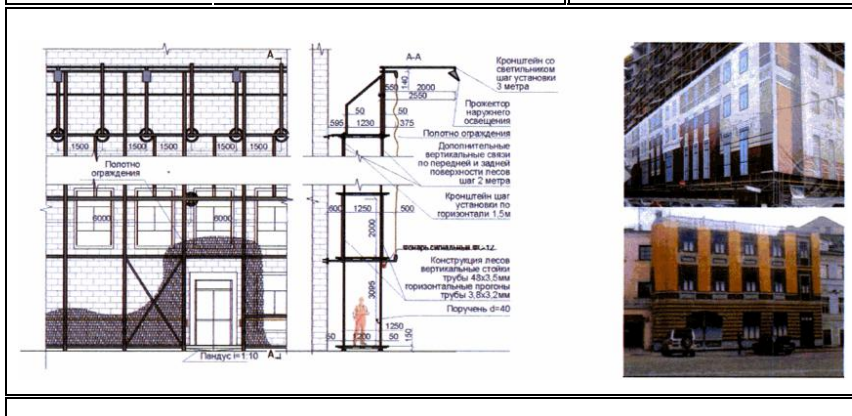 А
А-А
Кронштейн со
светильником
шаг установки
3 метра
140
550
2000
2550
Прожектор
наружного
освещения
50
50
595
1230
375
Полотно ограждения
1500
1500
1500
1500
1500
Полотно
ограждения
Дополнительные
вертикальные связи
по передней и задней
поверхности лесов
шаг 2 метра
Кронштейн шаг
установки по
горизонтали 1,5м
6000
6000
600
1250
500
2000
Конструкция лесов
вертикальные стойки
трубы 48х3,5мм
горизонтальные прогоны
трубы 3,8х3,2мм
3095
Поручень d=40
1250
50
1200
50
150
Пандус i=1:10
А